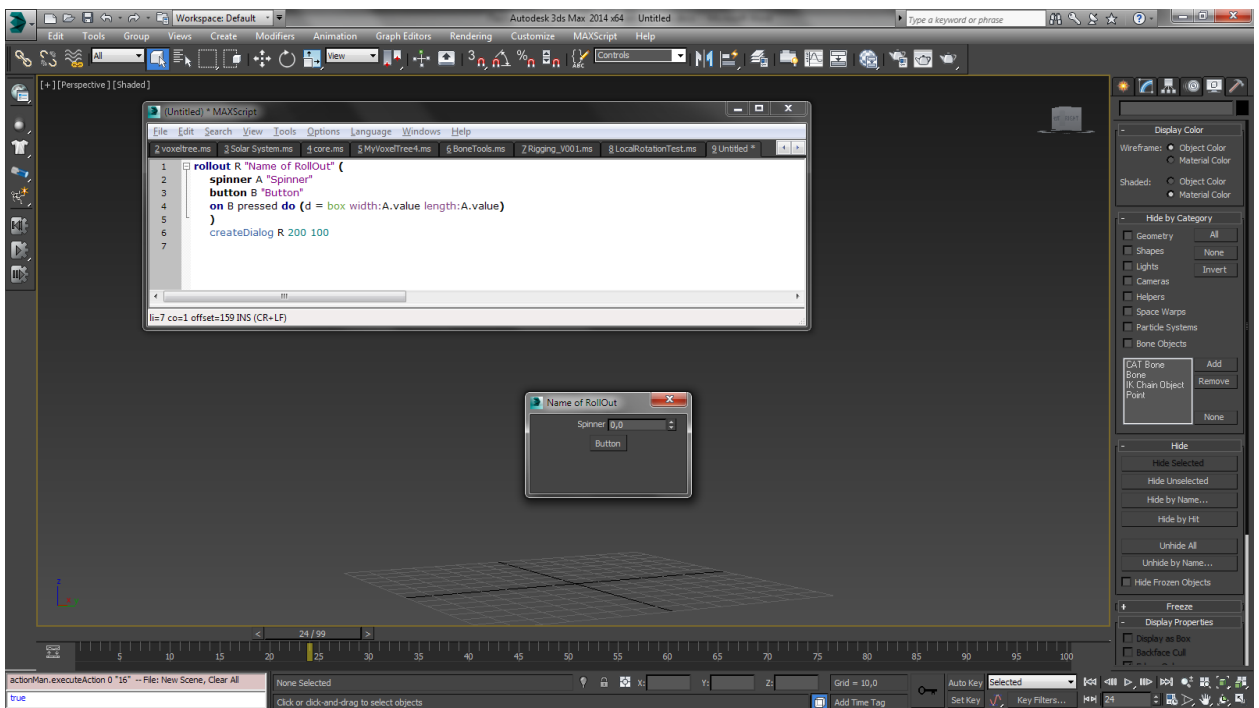 Workspace: Default
Autodesk 3ds Max 2014 x64 Untitled
Type a keyword or phrase
Edit Tools Group Views Create Modifiers Animation Graph Editors Rendering Customize MAXScript Help
All
View
3
Controls
[+] [Perspective] [Shaded]
(Untitled) * MAXScript
File Edit Search View Tools Options Language Windows Help
2 voxeltree.ms 3 Solar System.ms 4 core.ms 5 MyVoxelTree4.ms 6 BoneTools.ms 7 Rigging_V001.ms 8 LocalRotationTest.ms 9 Untitled *
1 rollout R "Name of RollOut" (
2 spinner A "Spinner"
3 button B "Button"
4 on B pressed do (d = box width:A.value length:A.value)
5 )
6 createDialog R 200 100
7
li=7 co=1 offset=159 INS (CR+LF)
Name of RollOut
Spinner 0,0
Button
Display Color
Wireframe: Object Color
Material Color
Shaded: Object Color
Material Color
Hide by Category
Geometry All
Shapes None
Lights Invert
Cameras
Helpers
Space Warps
Particle Systems
Bone Objects
CAT Bone Add
Bone
IK Chain Object Remove
Point
None
Hide
Hide Selected
Hide Unselected
Hide by Name...
Hide by Hit
Unhide All
Unhide by Name...
Hide Frozen Objects
Freeze
Display Properties
Display as Box
Backface Cull
z
< 24 / 99 >
5 10 15 20 25 30 35 40 45 50 55 60 65 70 75 80 85 90 95 100
actionMan.executeAction 0 "16" -- File: New Scene, Clear All
true
None Selected
X: Y: Z: Grid = 10,0
Click or click-and-drag to select objects
Add Time Tag
Auto Key Selected
Set Key Key Filters... 24